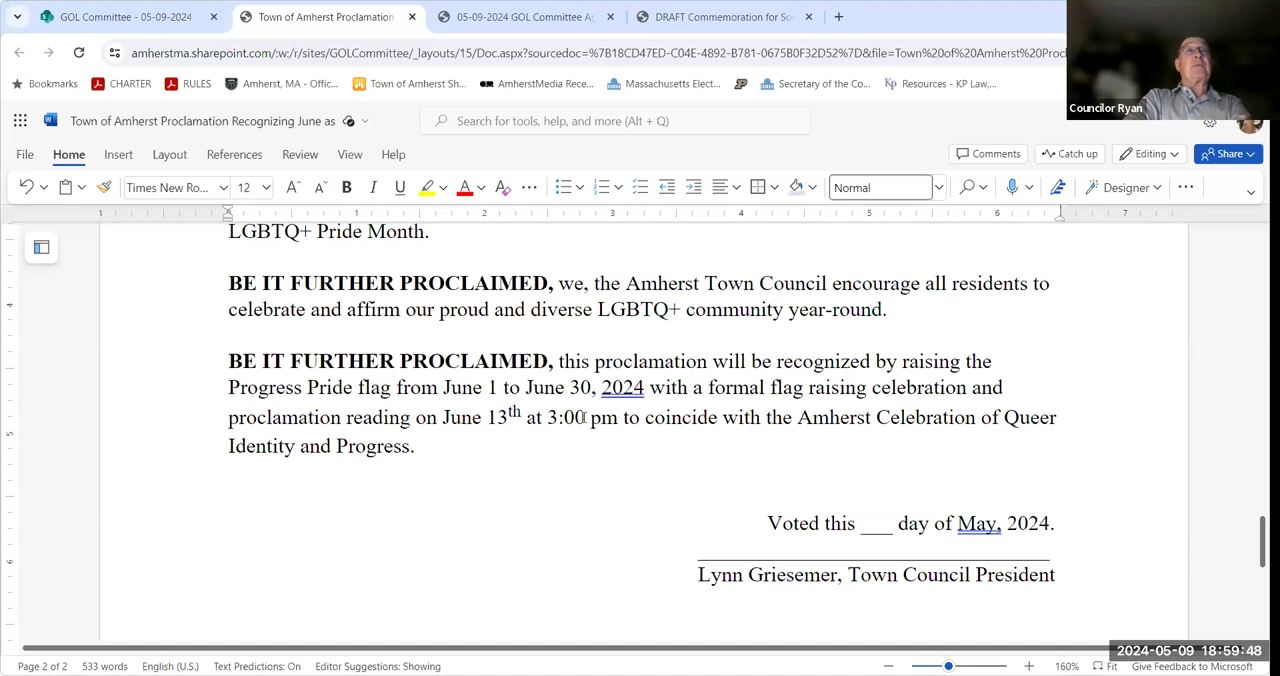 GOL Committee - 05-09-2024
Town of Amherst Proclamation
05-09-2024 GOL Committee Ag
DRAFT Commemoration for So
amherstma.sharepoint.com/:w:/r/sites/GOLCommittee/_layouts/15/Doc.aspx?sourcedoc=%7B18CD47ED-C04E-4892-B781-0675B0F32D52%7D&file=Town%20of%20Amherst%20Proc
Bookmarks CHARTER RULES Amherst, MA - Offic... Town of Amherst Sh... AmherstMedia Rece... Massachusetts Elect... Secretary of the Co... Resources - KP Law,...
Councilor Ryan
Town of Amherst Proclamation Recognizing June as
Search for tools, help, and more (Alt + Q)
File Home Insert Layout References Review View Help
Comments Catch up Editing Share
Times New Ro... 12 Normal Designer
1 1 2 3 4 5 6 7
LGBTQ+ Pride Month.
BE IT FURTHER PROCLAIMED, we, the Amherst Town Council encourage all residents to
celebrate and affirm our proud and diverse LGBTQ+ community year-round.
BE IT FURTHER PROCLAIMED, this proclamation will be recognized by raising the
Progress Pride flag from June 1 to June 30, 2024 with a formal flag raising celebration and
proclamation reading on June 13th at 3:00 pm to coincide with the Amherst Celebration of Queer
Identity and Progress.
Voted this ___ day of May, 2024.
Lynn Griesemer, Town Council President
2024-05-09 18:59:48
Page 2 of 2 533 words English (U.S.) Text Predictions: On Editor Suggestions: Showing 160% Fit Give Feedback to Microsoft